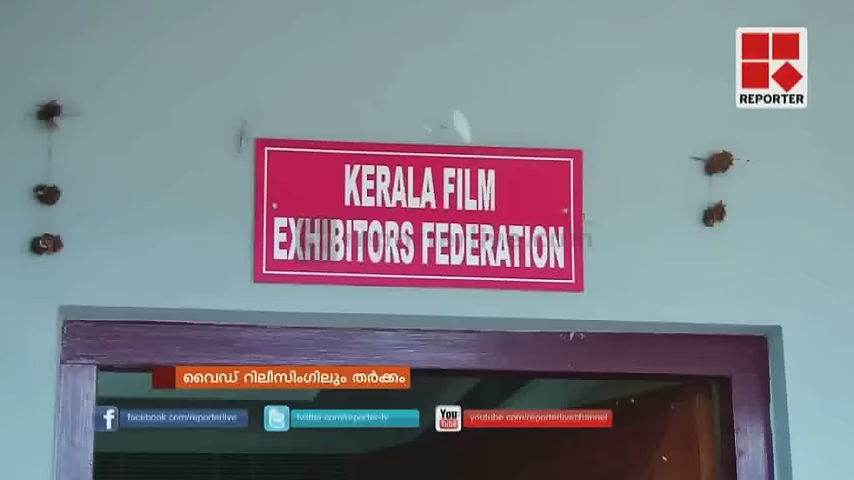 REPORTER
KERALA FILM
EXHIBITORS FEDERATION
വൈഡ് റിലീസിംഗിലും തർക്കം
facebook.com/reporterlive
twitter.com/reporter-tv
You
Tube
youtube.com/reporterlivechannel